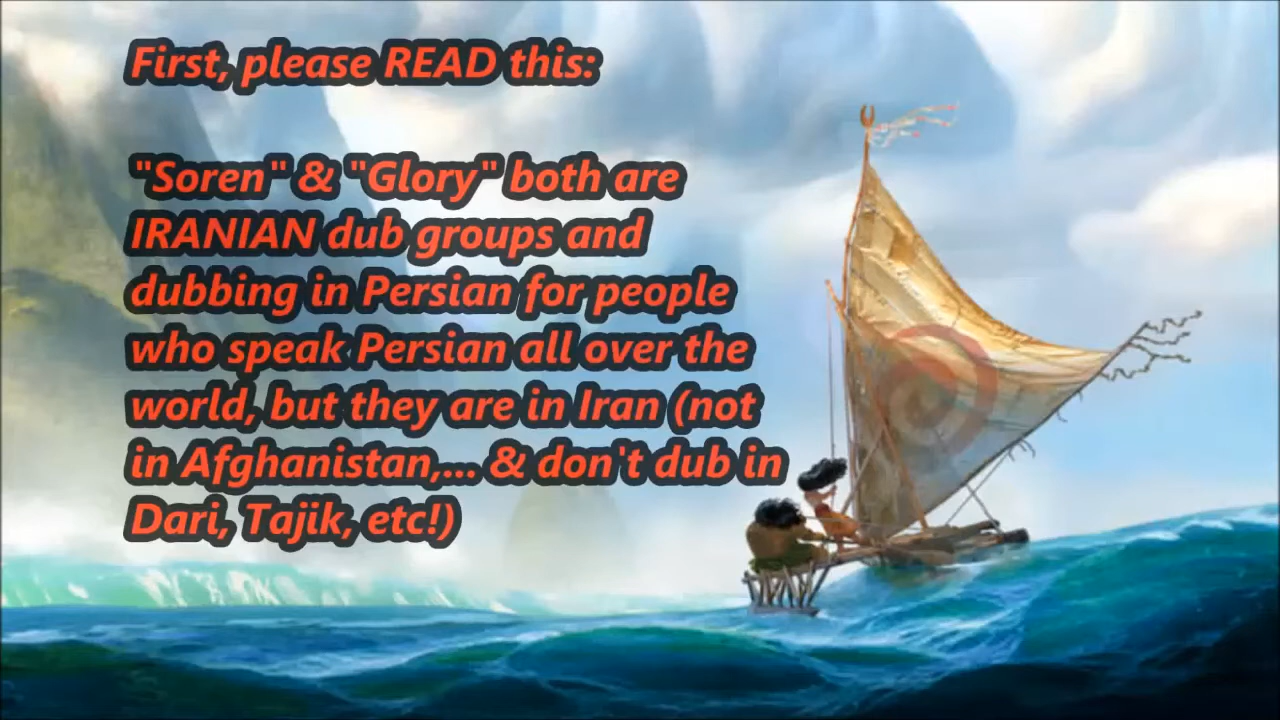 First, please READ this:
"Soren" & "Glory" both are
IRANIAN dub groups and
dubbing in Persian for people
who speak Persian all over the
world, but they are in Iran (not
in Afghanistan,... & don't dub in
Dari, Tajik, etc!)